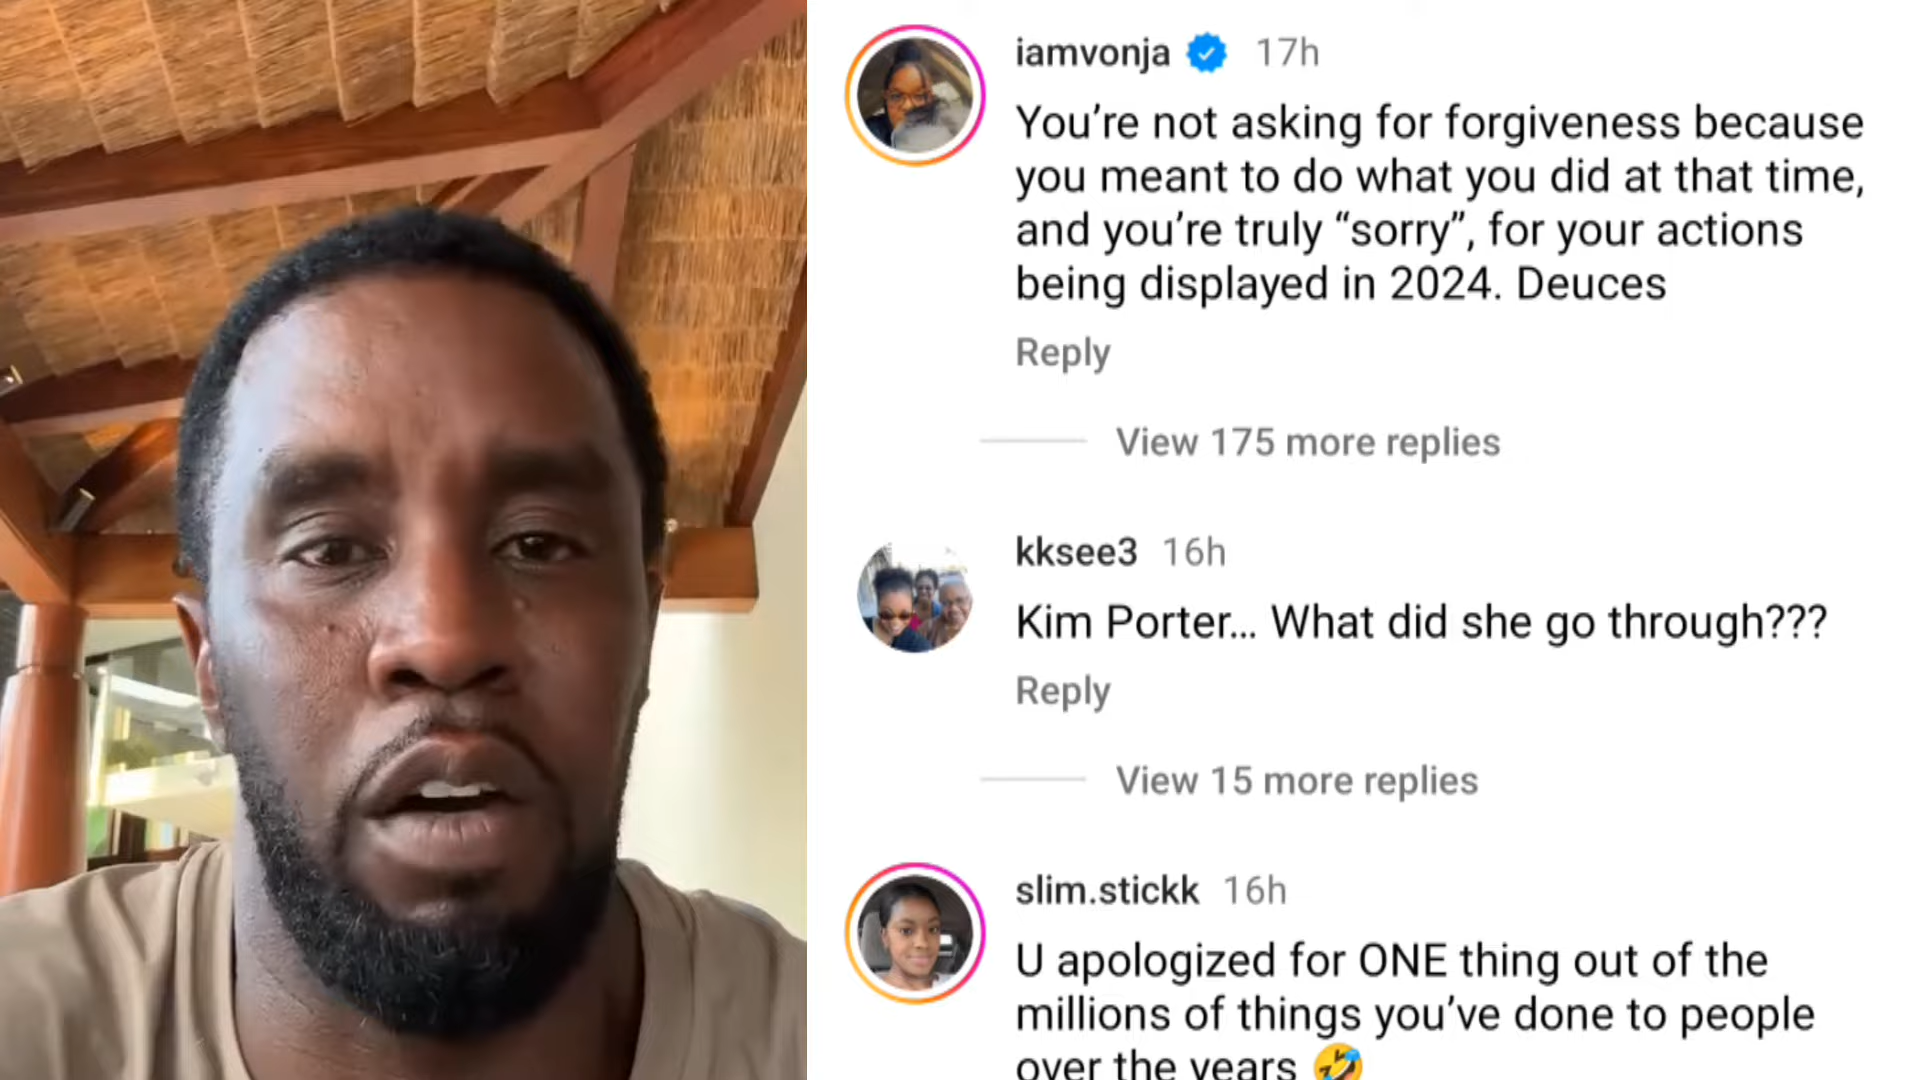 iamvonja 17h
You’re not asking for forgiveness because
you meant to do what you did at that time,
and you’re truly “sorry”, for your actions
being displayed in 2024. Deuces
Reply
View 175 more replies
kksee3 16h
Kim Porter... What did she go through???
Reply
View 15 more replies
slim.stickk 16h
U apologized for ONE thing out of the
millions of things you’ve done to people
over the years 🤣